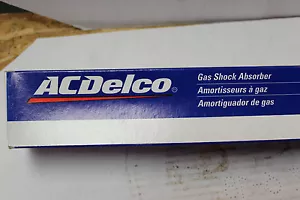 ACDelco
Gas Shock Absorber
Amortisseurs à gaz
Amortiguador de gas